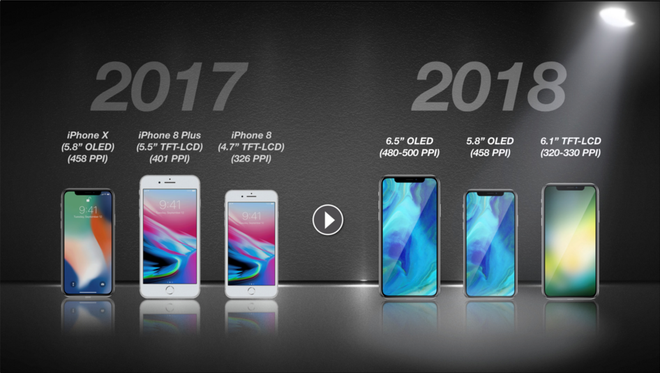 2017
iPhone X
(5.8” OLED)
(458 PPI)
iPhone 8 Plus
(5.5” TFT-LCD)
(401 PPI)
iPhone 8
(4.7” TFT-LCD)
(326 PPI)
9:41
9:41
9:41
2018
6.5” OLED
(480-500 PPI)
5.8” OLED
(458 PPI)
6.1” TFT-LCD
(320-330 PPI)